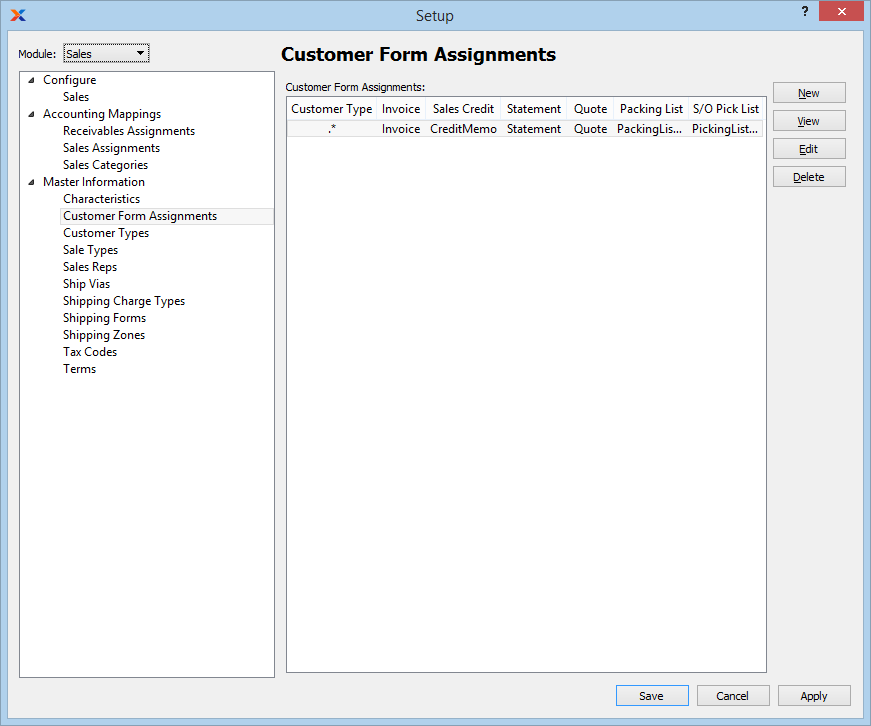 Setup
?
Module: Sales
Customer Form Assignments
Configure
Sales
Accounting Mappings
Receivables Assignments
Sales Assignments
Sales Categories
Master Information
Characteristics
Customer Form Assignments
Customer Types
Sale Types
Sales Reps
Ship Vias
Shipping Charge Types
Shipping Forms
Shipping Zones
Tax Codes
Terms
Customer Form Assignments:
Customer Type Invoice Sales Credit Statement Quote Packing List S/O Pick List
.* Invoice CreditMemo Statement Quote PackingLis... PickingList...
New
View
Edit
Delete
Save Cancel Apply